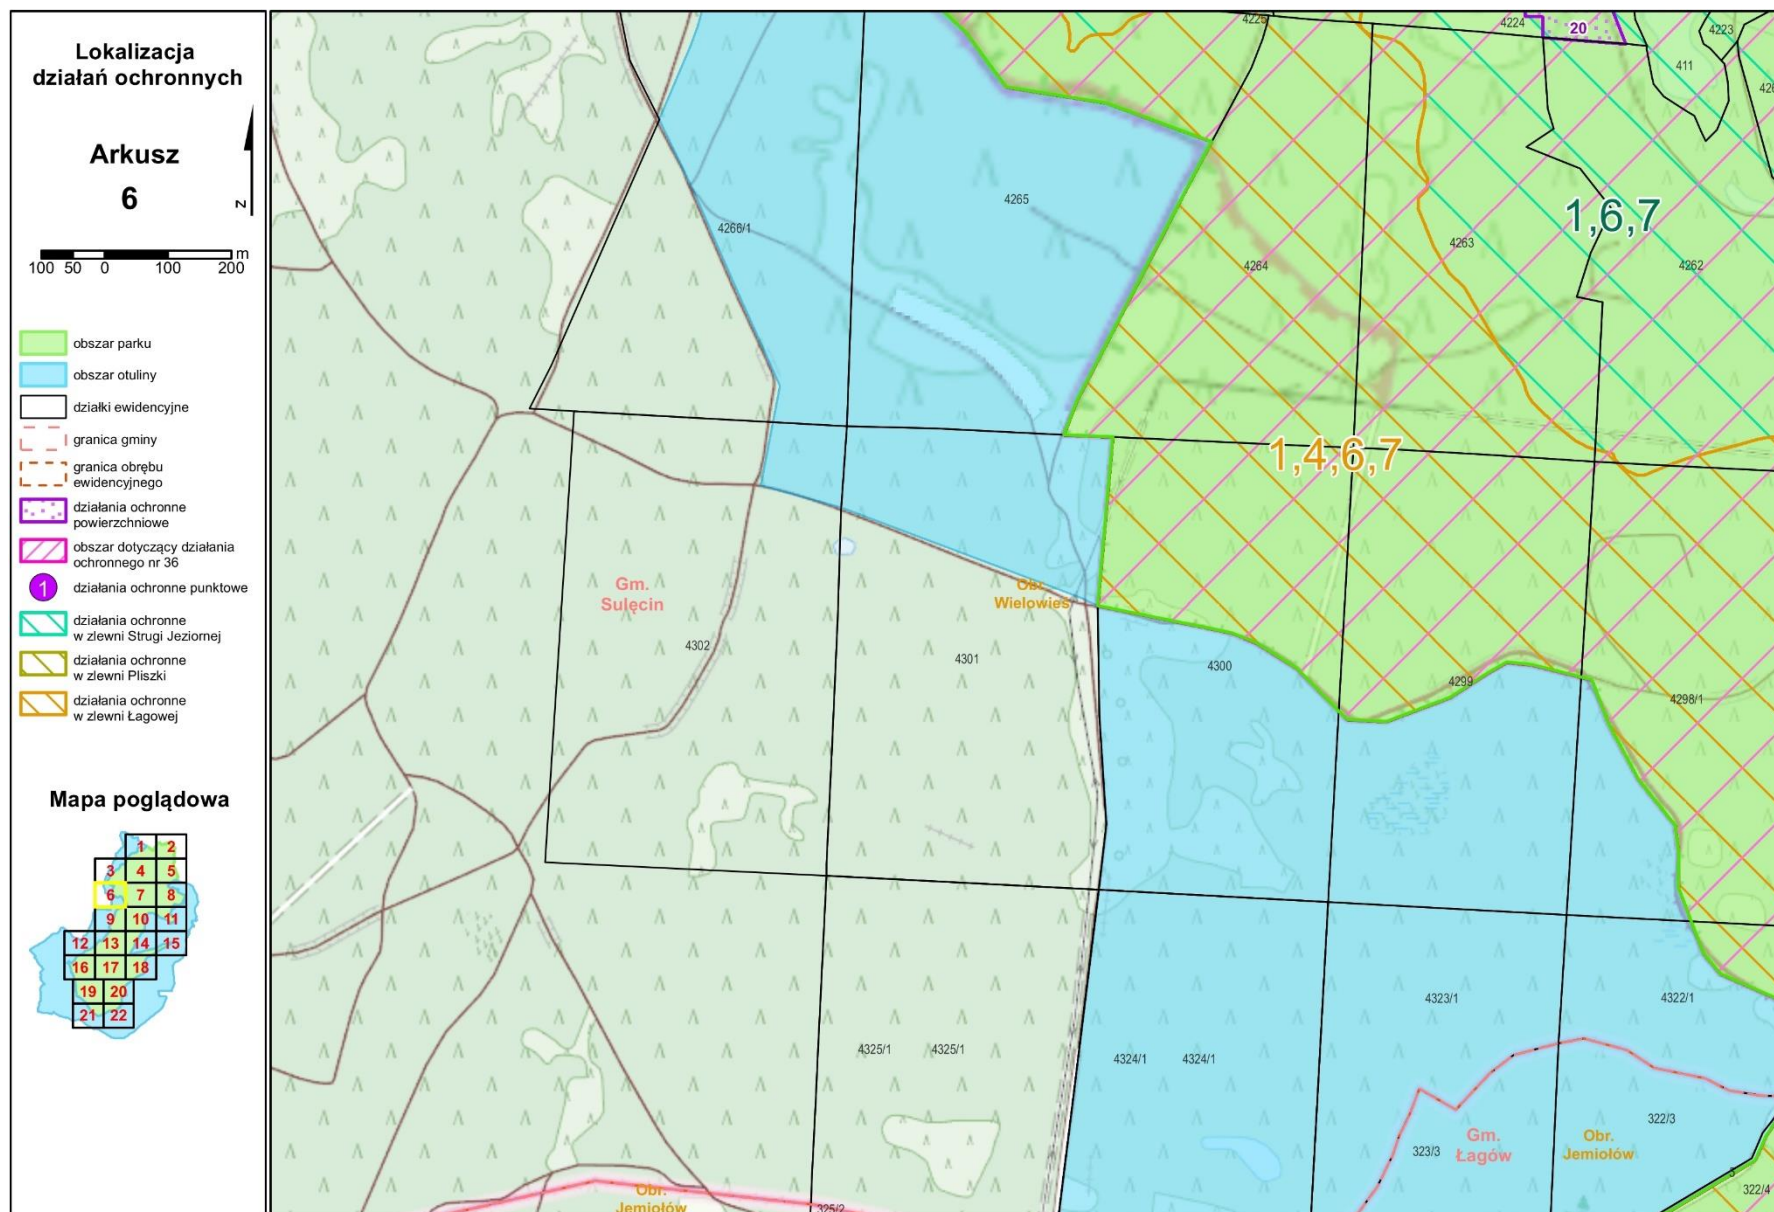 Lokalizacja
działań ochronnych
Arkusz
6
N
100 50 0 100 200 m
obszar parku
obszar otuliny
działki ewidencyjne
granica gminy
granica obrębu
ewidencyjnego
działania ochronne
powierzchniowe
obszar dotyczący działania
ochronnego nr 36
1
działania ochronne punktowe
działania ochronne
w zlewni Strugi Jeziornej
działania ochronne
w zlewni Pliszki
działania ochronne
w zlewni Łagowej
Mapa poglądowa
1 2
3 4 5
6 7 8
9 10 11
12 13 14 15
16 17 18
19 20
21 22
4225
4224
20
4223
411
4265
4266/1
1,6,7
4263
4264
4262
1,4,6,7
Gm.
Sulęcin
Obr.
Wielowieś
4302
4301
4300
4299
4298/1
4323/1
4322/1
4325/1 4325/1
4324/1 4324/1
322/3
Gm.
Łagów
Obr.
Jemiołów
323/3
322/4
Obr.
Jemiołów
325/2